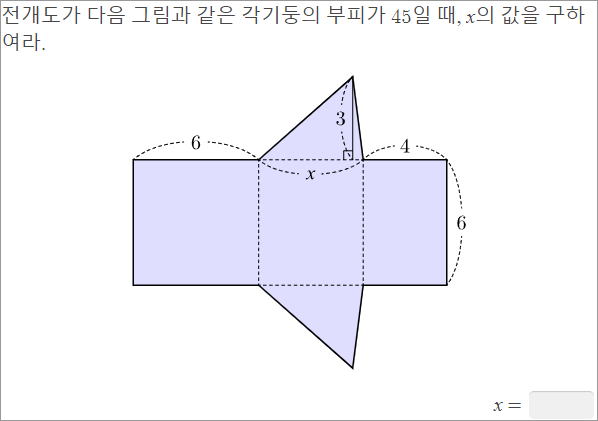 전개도가 다음 그림과 같은 각기둥의 부피가 45일 때, x의 값을 구하
여라.
3
6
4
x
6
x =